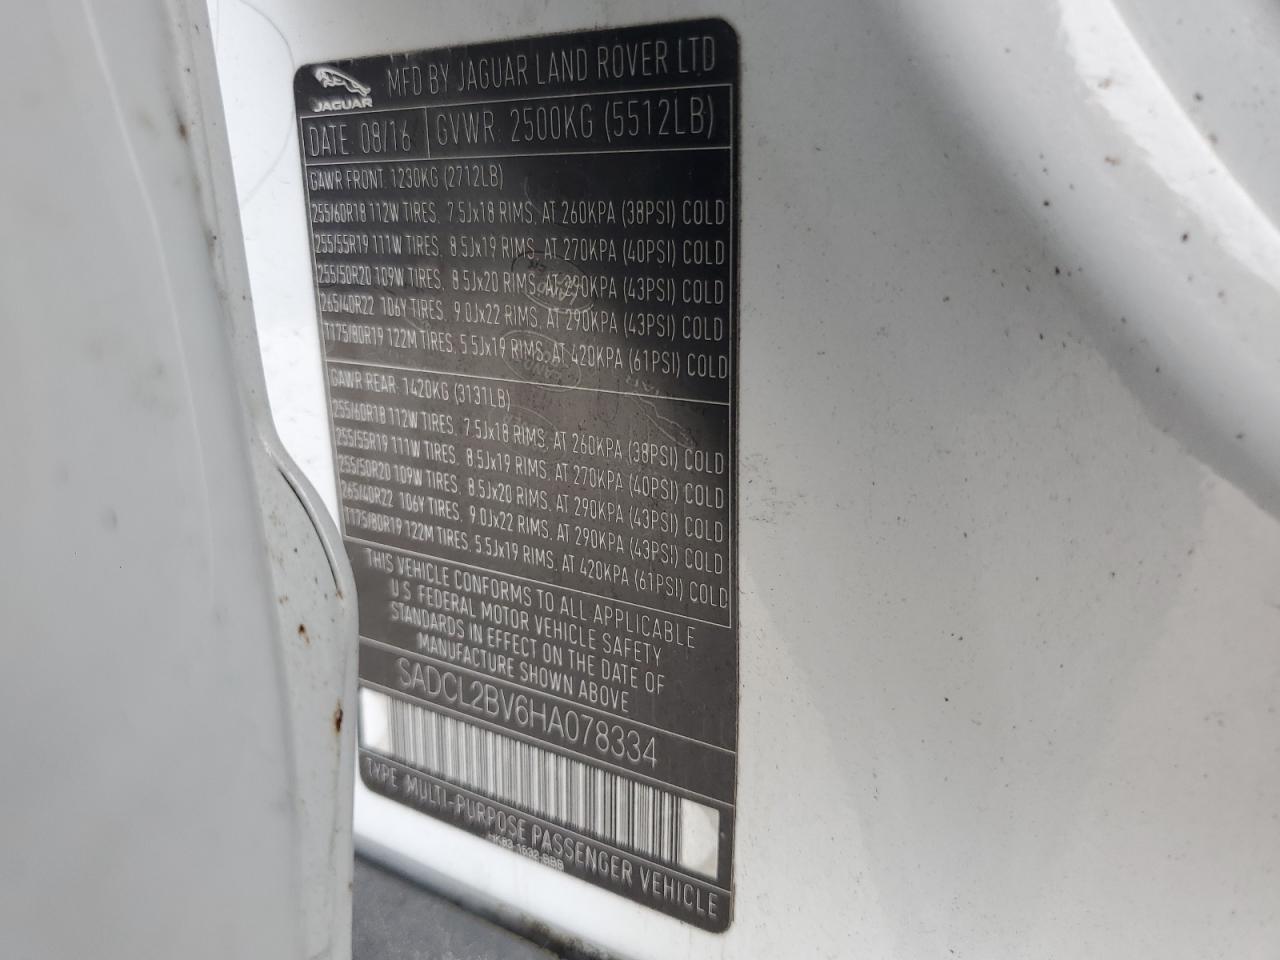 JAGUAR
MFD BY JAGUAR LAND ROVER LTD
DATE: 08/16 GVWR: 2500KG (5512LB)
GAWR FRONT: 1230KG (2712LB)
255/60R18 112W TIRES, 7.5Jx18 RIMS, AT 260KPA (38PSI) COLD
255/55R19 111W TIRES, 8.5Jx19 RIMS, AT 270KPA (40PSI) COLD
255/50R20 109W TIRES, 8.5Jx20 RIMS, AT 290KPA (43PSI) COLD
265/40R22 106Y TIRES, 9.0Jx22 RIMS, AT 290KPA (43PSI) COLD
T175/80R19 122M TIRES, 5.5Jx19 RIMS, AT 420KPA (61PSI) COLD
GAWR REAR: 1420KG (3131LB)
255/60R18 112W TIRES, 7.5Jx18 RIMS, AT 260KPA (38PSI) COLD
255/55R19 111W TIRES, 8.5Jx19 RIMS, AT 270KPA (40PSI) COLD
255/50R20 109W TIRES, 8.5Jx20 RIMS, AT 290KPA (43PSI) COLD
265/40R22 106Y TIRES, 9.0Jx22 RIMS, AT 290KPA (43PSI) COLD
T175/80R19 122M TIRES, 5.5Jx19 RIMS, AT 420KPA (61PSI) COLD
THIS VEHICLE CONFORMS TO ALL APPLICABLE
U.S. FEDERAL MOTOR VEHICLE SAFETY
STANDARDS IN EFFECT ON THE DATE OF
MANUFACTURE SHOWN ABOVE
SADCL2BV6HA078334
TYPE: MULTI-PURPOSE PASSENGER VEHICLE